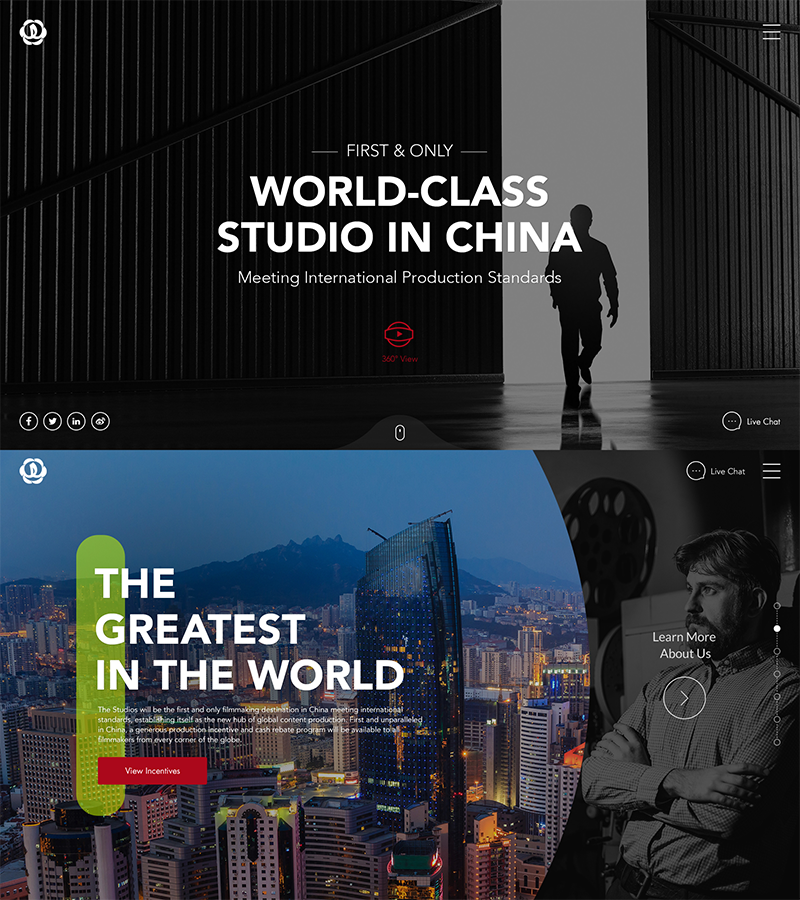 FIRST & ONLY
WORLD-CLASS
STUDIO IN CHINA
Meeting International Production Standards
360° View
Live Chat
Live Chat
THE
GREATEST
IN THE WORLD
The Studios will be the first and only filmmaking destination in China meeting international
standards, establishing itself as the new hub of global content production. First and unparalleled
in China, a generous production incentive and cash rebate program will be available to all
filmmakers from every corner of the globe.
View Incentives
Learn More
About Us